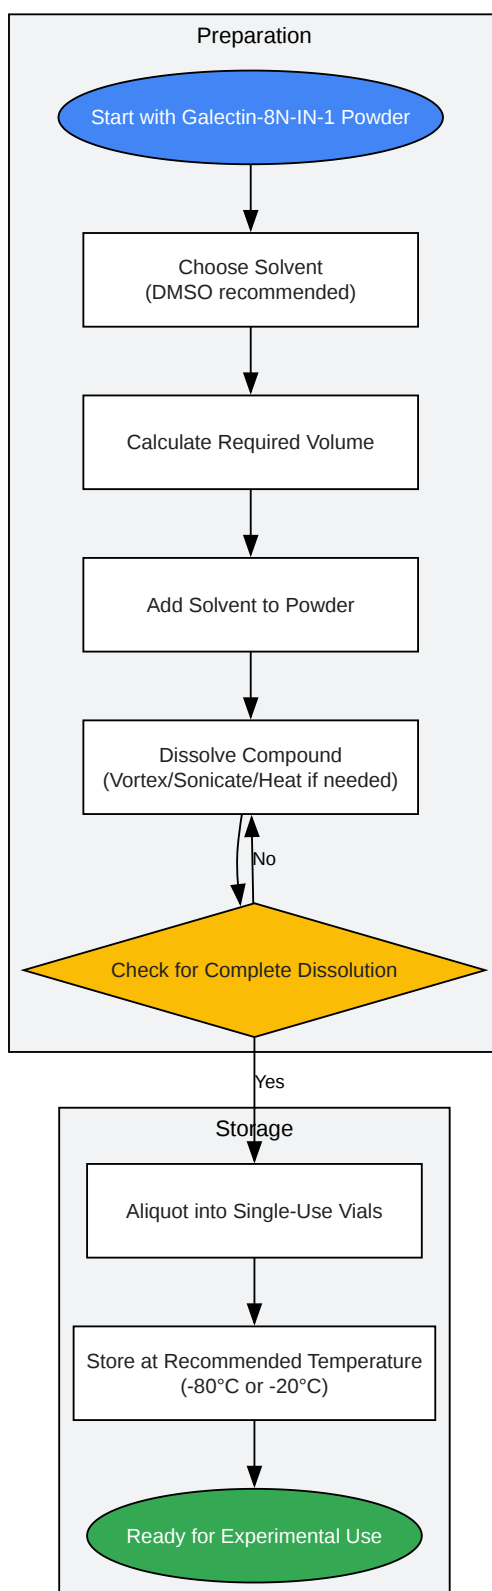 Preparation
Start with Galectin-8N-IN-1 Powder
Choose Solvent
(DMSO recommended)
Calculate Required Volume
Add Solvent to Powder
Dissolve Compound
(Vortex/Sonicate/Heat if needed)
No
Check for Complete Dissolution
Yes
Storage
Aliquot into Single-Use Vials
Store at Recommended Temperature
(-80°C or -20°C)
Ready for Experimental Use